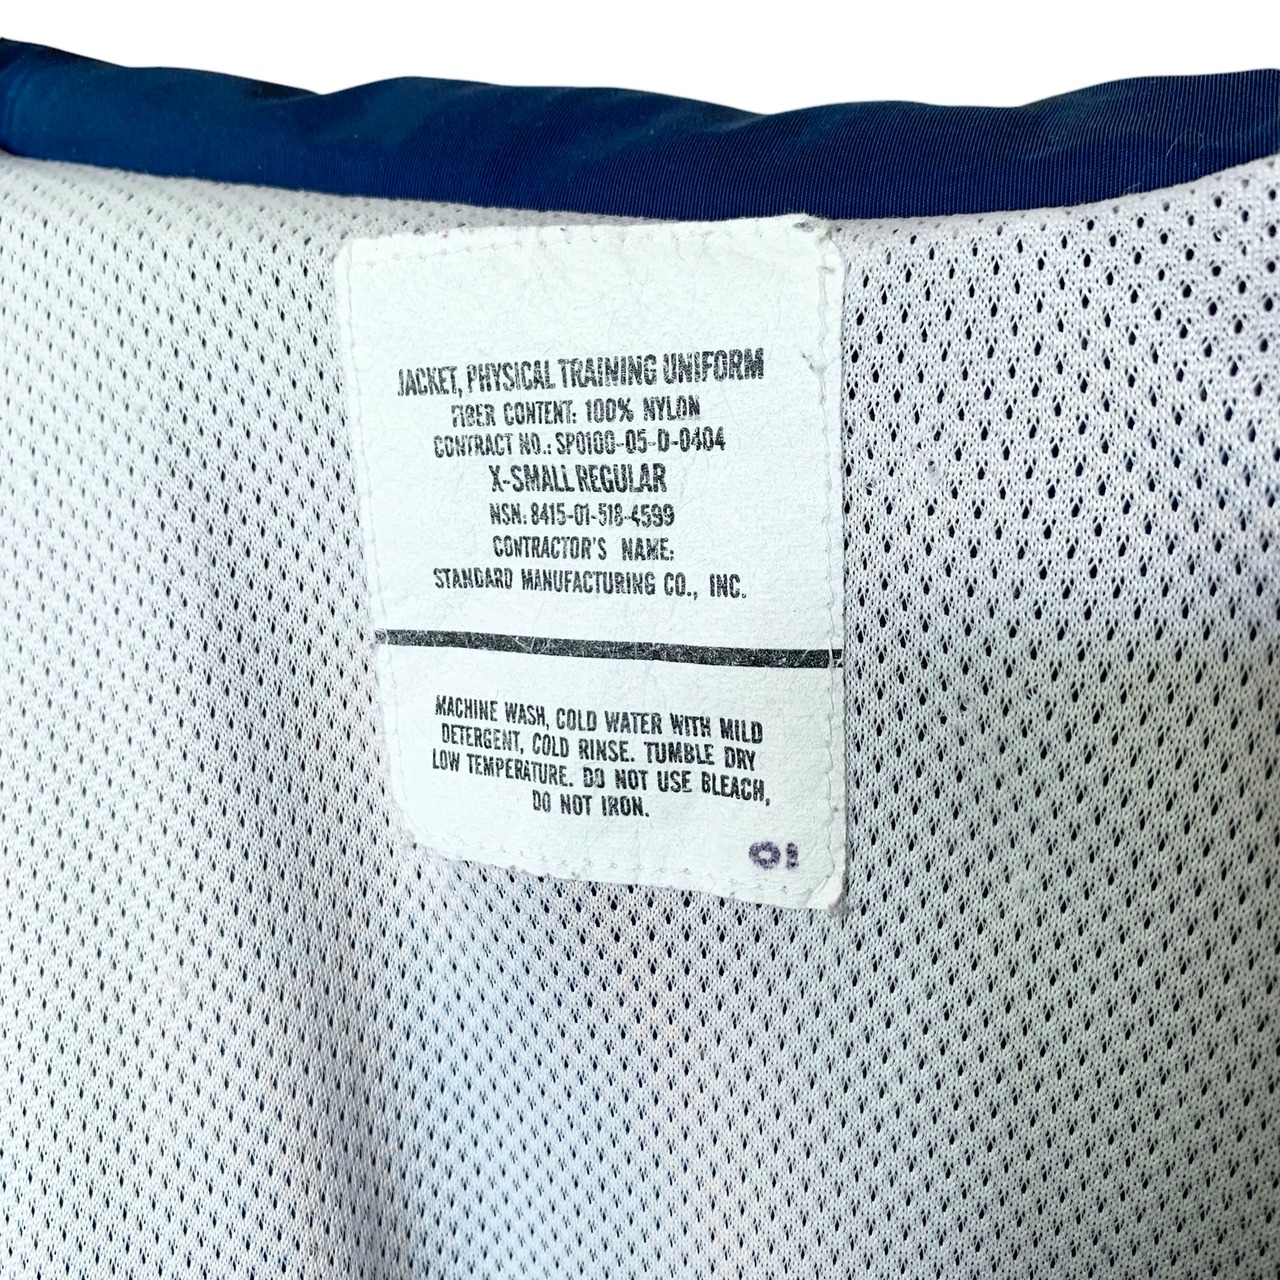 JACKET, PHYSICAL TRAINING UNIFORM
FIBER CONTENT: 100% NYLON
CONTRACT NO.: SP0100-05-D-0404
X-SMALL REGULAR
NSN: 8415-01-518-4599
CONTRACTOR'S NAME:
STANDARD MANUFACTURING CO., INC.
MACHINE WASH, COLD WATER WITH MILD
DETERGENT, COLD RINSE. TUMBLE DRY
LOW TEMPERATURE. DO NOT USE BLEACH,
DO NOT IRON.